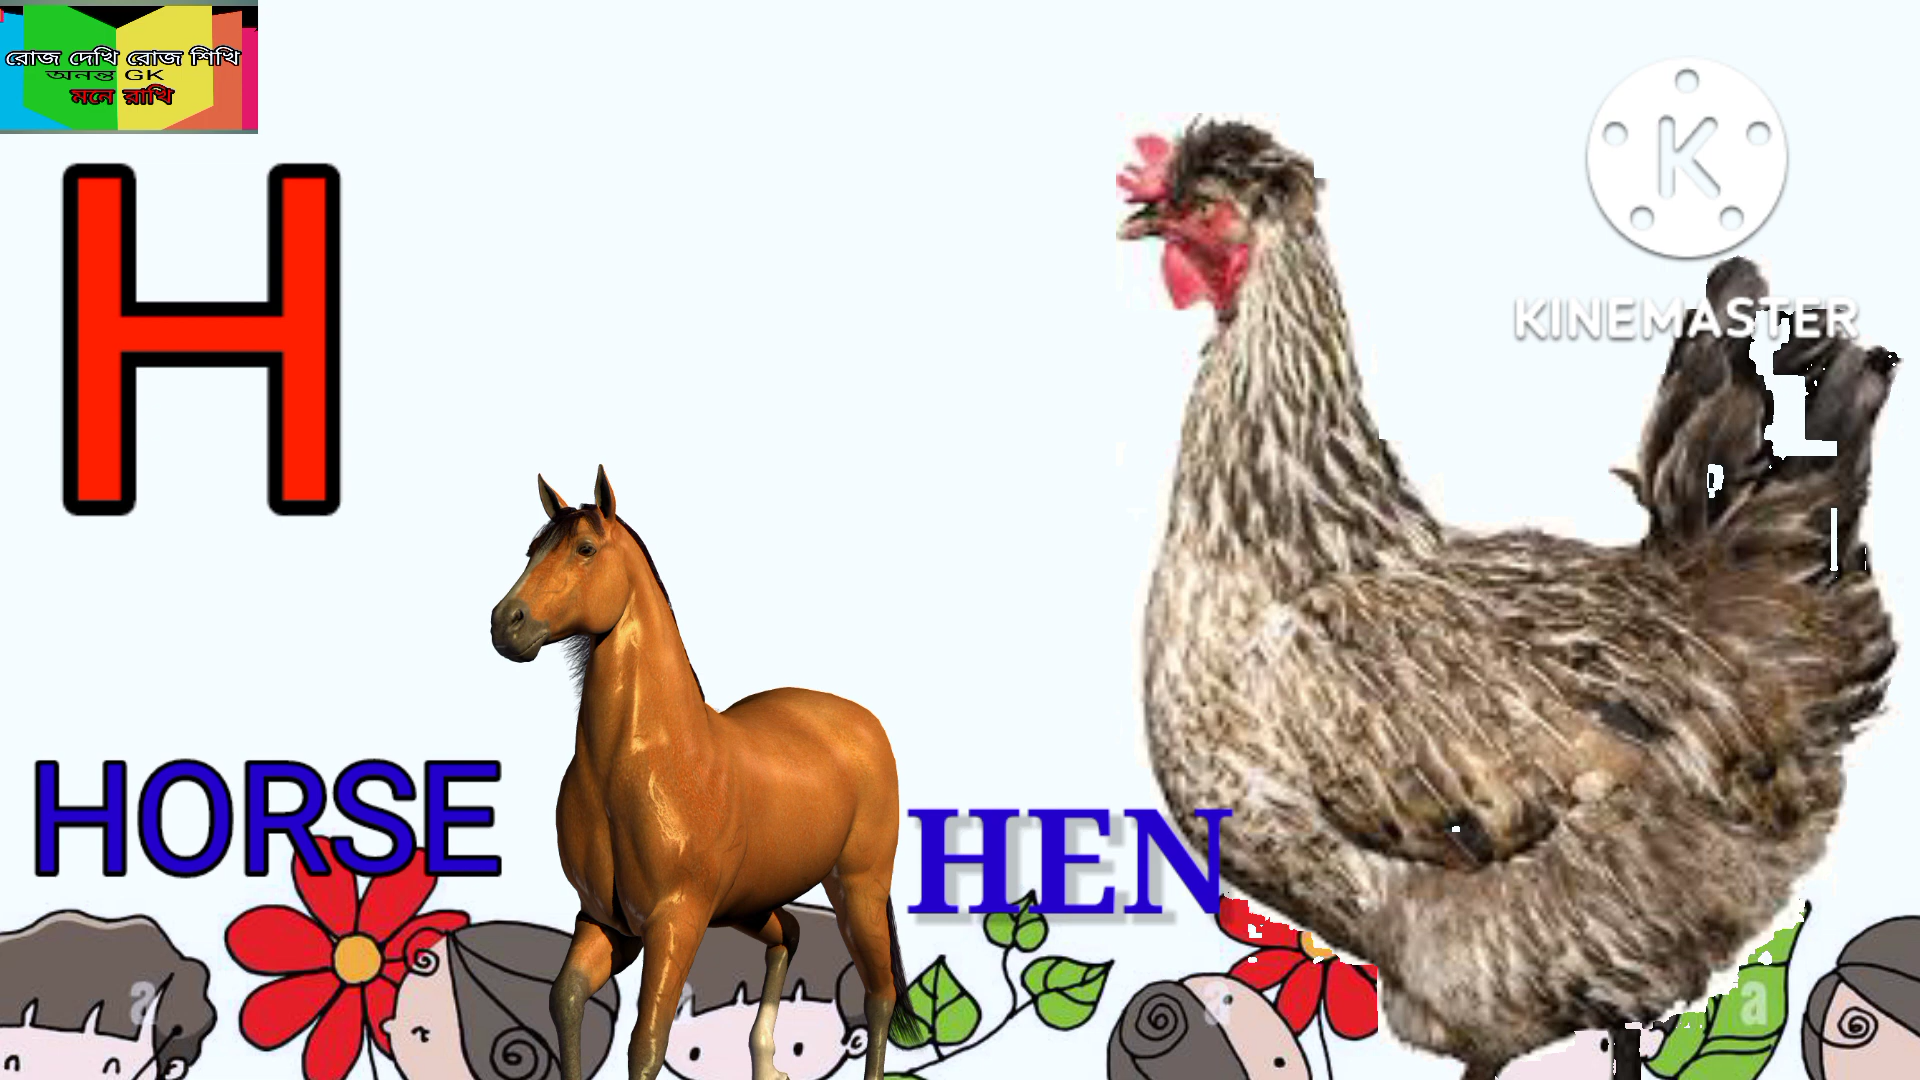 রোজ দেখি রোজ শিখি
অনন্ত GK
মনে রাখি
K
KINEMASTER
H
HORSE
HEN
a
a
a
a